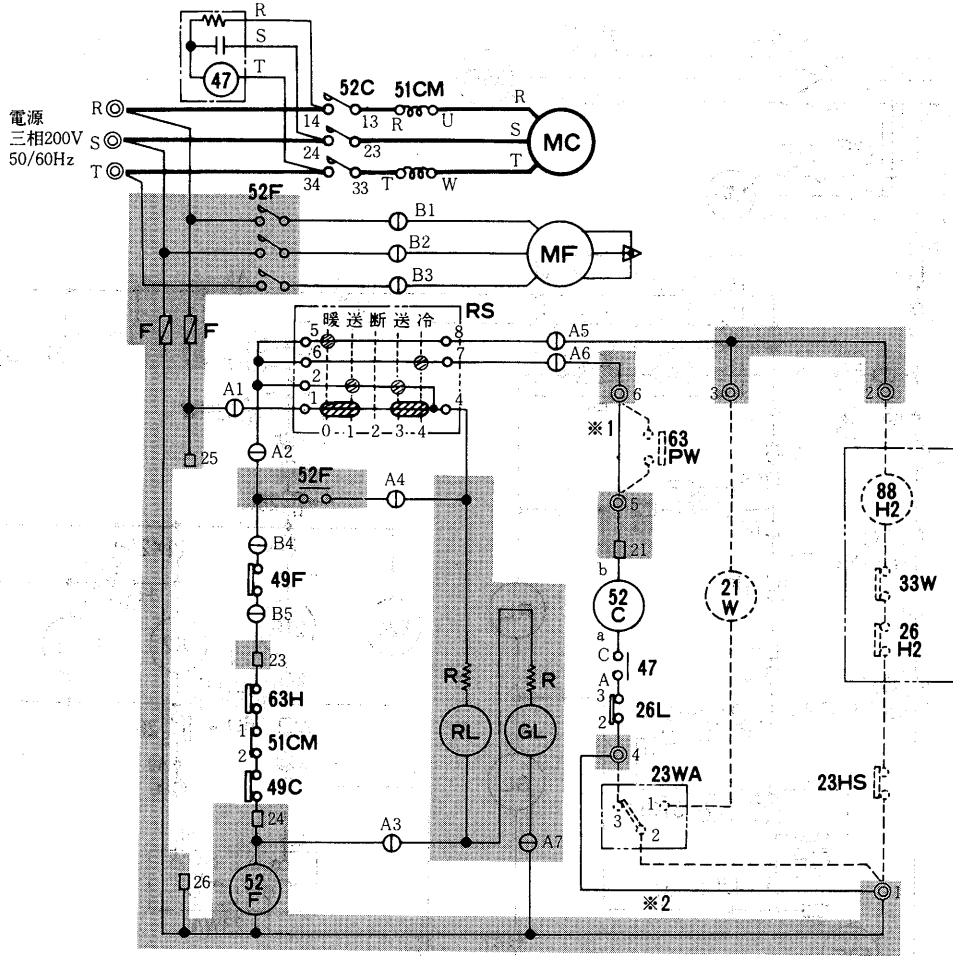 R
S
T
47
52C
51CM
電源
三相200V
50/60Hz
R
S
T
14
13
R
U
R
24
23
S
34
33
T
W
T
MC
52F
B1
B2
B3
MF
F
F
暖 送 断 送 冷
RS
5
8
A5
6
7
A6
2
A1
1
4
0
1
2
3
4
6
3
2
※1
63
PW
A2
25
52F
A4
5
88
H2
B4
21
49F
b
33W
B5
52
C
21
W
26
H2
a
23
C
47
63H
A
R
R
3
26L
2
1
51CM
2
RL
GL
4
23WA
23HS
49C
1
3
2
24
A3
A7
26
52
F
※2
1